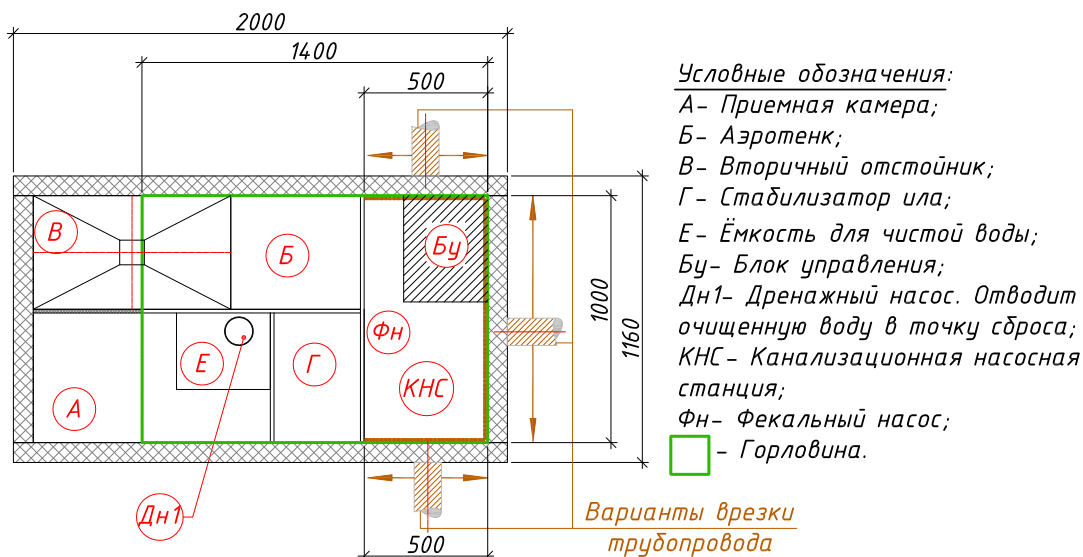 2000
1400
500
Условные обозначения:
А- Приемная камера;
Б- Аэротенк;
В- Вторичный отстойник;
Г- Стабилизатор ила;
Е- Ёмкость для чистой воды;
Бу- Блок управления;
Дн1- Дренажный насос. Отводит
очищенную воду в точку сброса;
КНС- Канализационная насосная
станция;
Фн- Фекальный насос;
- Горловина.
В
Б
Бу
Фн
Е
Г
КНС
А
1000
1160
Дн1
500
Варианты врезки
трубопровода